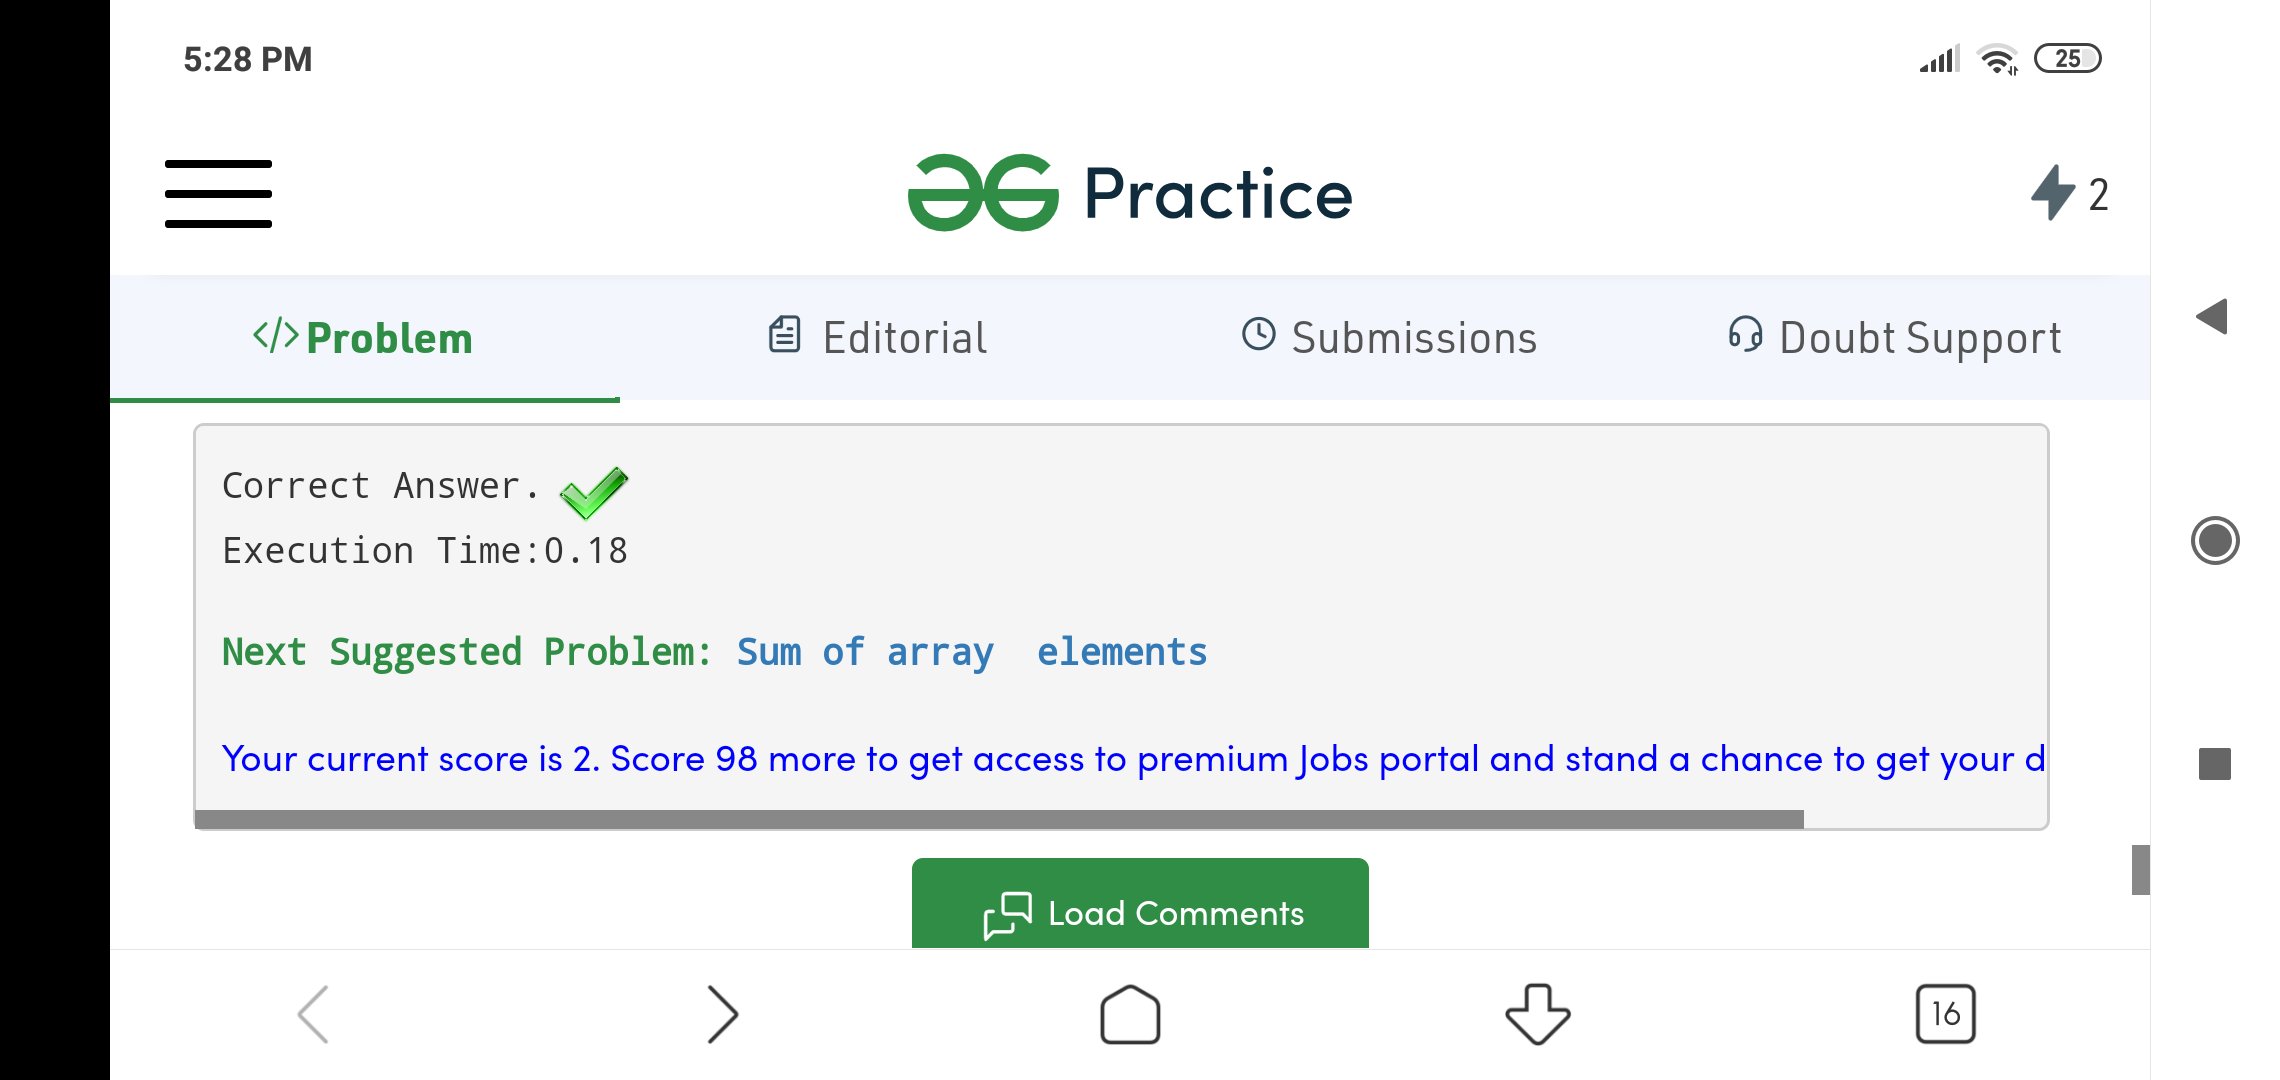 5:28 PM
25
Practice
2
</> Problem
Editorial
Submissions
Doubt Support
Correct Answer.
Execution Time:0.18
Next Suggested Problem: Sum of array  elements
Your current score is 2. Score 98 more to get access to premium Jobs portal and stand a chance to get your d
Load Comments
16